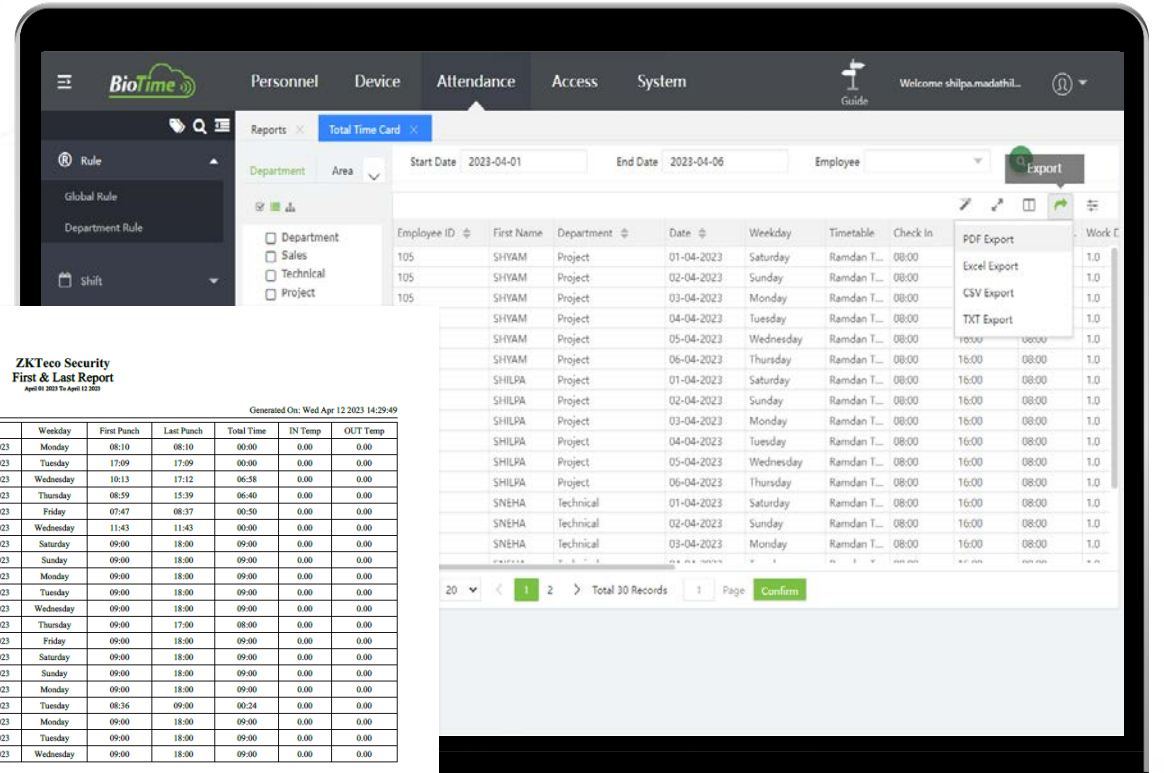 BioTime
Personnel Device Attendance Access System
Guide
Welcome shilpa.madathil...
Reports Total Time Card
Rule
Global Rule
Department Rule
Shift
Department Area
Start Date 2023-04-01 End Date 2023-04-06 Employee
Export
PDF Export
Excel Export
CSV Export
TXT Export
Department
Sales
Technical
Project
Employee ID First Name Department Date Weekday Timetable Check In Work D
105 SHYAM Project 01-04-2023 Saturday Ramdan T... 08:00 1.0
105 SHYAM Project 02-04-2023 Sunday Ramdan T... 08:00 1.0
105 SHYAM Project 03-04-2023 Monday Ramdan T... 08:00 1.0
SHYAM Project 04-04-2023 Tuesday Ramdan T... 08:00 1.0
SHYAM Project 05-04-2023 Wednesday Ramdan T... 08:00 16:00 08:00 1.0
SHYAM Project 06-04-2023 Thursday Ramdan T... 08:00 16:00 08:00 1.0
SHILPA Project 01-04-2023 Saturday Ramdan T... 08:00 16:00 08:00 1.0
SHILPA Project 02-04-2023 Sunday Ramdan T... 08:00 16:00 08:00 1.0
SHILPA Project 03-04-2023 Monday Ramdan T... 08:00 16:00 08:00 1.0
SHILPA Project 04-04-2023 Tuesday Ramdan T... 08:00 16:00 08:00 1.0
SHILPA Project 05-04-2023 Wednesday Ramdan T... 08:00 16:00 08:00 1.0
SHILPA Project 06-04-2023 Thursday Ramdan T... 08:00 16:00 08:00 1.0
SNEHA Technical 01-04-2023 Saturday Ramdan T... 08:00 16:00 08:00 1.0
SNEHA Technical 02-04-2023 Sunday Ramdan T... 08:00 16:00 08:00 1.0
SNEHA Technical 03-04-2023 Monday Ramdan T... 08:00 16:00 08:00 1.0
20 1 2 Total 30 Records 1 Page Confirm
ZKTeco Security
First & Last Report
April 01 2023 To April 12 2023
Generated On: Wed Apr 12 2023 14:29:49
Weekday First Punch Last Punch Total Time IN Temp OUT Temp
023 Monday 08:10 08:10 00:00 0.00 0.00
023 Tuesday 17:09 17:09 00:00 0.00 0.00
023 Wednesday 10:13 17:12 06:58 0.00 0.00
023 Thursday 08:59 15:39 06:40 0.00 0.00
023 Friday 07:47 08:37 00:50 0.00 0.00
023 Wednesday 11:43 11:43 00:00 0.00 0.00
023 Saturday 09:00 18:00 09:00 0.00 0.00
023 Sunday 09:00 18:00 09:00 0.00 0.00
023 Monday 09:00 18:00 09:00 0.00 0.00
023 Tuesday 09:00 18:00 09:00 0.00 0.00
023 Wednesday 09:00 18:00 09:00 0.00 0.00
023 Thursday 09:00 17:00 08:00 0.00 0.00
023 Friday 09:00 18:00 09:00 0.00 0.00
023 Saturday 09:00 18:00 09:00 0.00 0.00
023 Sunday 09:00 18:00 09:00 0.00 0.00
023 Monday 09:00 18:00 09:00 0.00 0.00
023 Tuesday 08:36 09:00 00:24 0.00 0.00
023 Monday 09:00 18:00 09:00 0.00 0.00
023 Tuesday 09:00 18:00 09:00 0.00 0.00
023 Wednesday 09:00 18:00 09:00 0.00 0.00